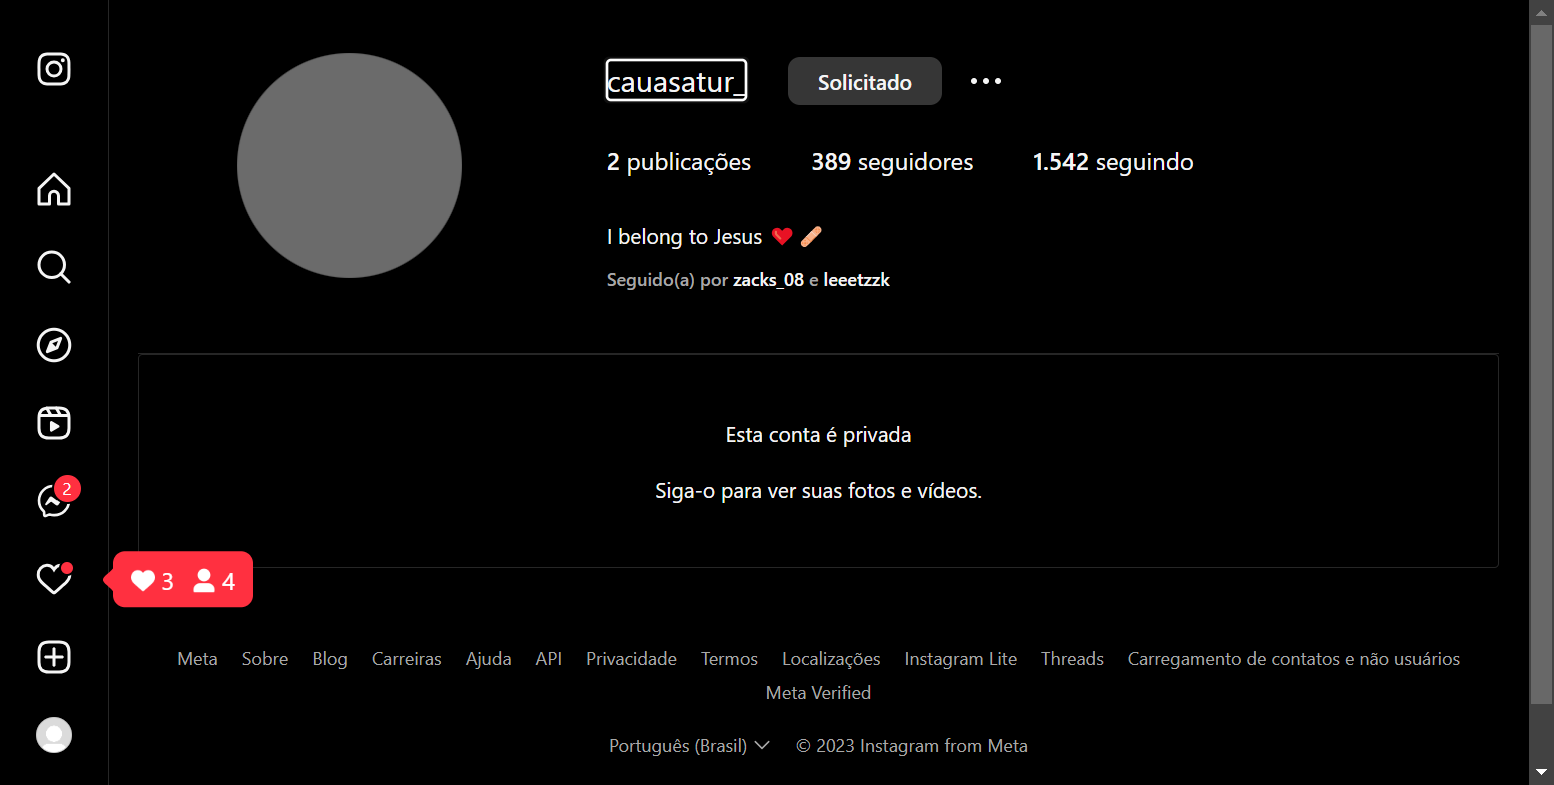 cauasatur_ Solicitado
2 publicações 389 seguidores 1.542 seguindo
I belong to Jesus ❤️🩹
Seguido(a) por zacks_08 e leeetzzk
Esta conta é privada
Siga-o para ver suas fotos e vídeos.
2
3 4
Meta Sobre Blog Carreiras Ajuda API Privacidade Termos Localizações Instagram Lite Threads Carregamento de contatos e não usuários
Meta Verified
Português (Brasil) © 2023 Instagram from Meta